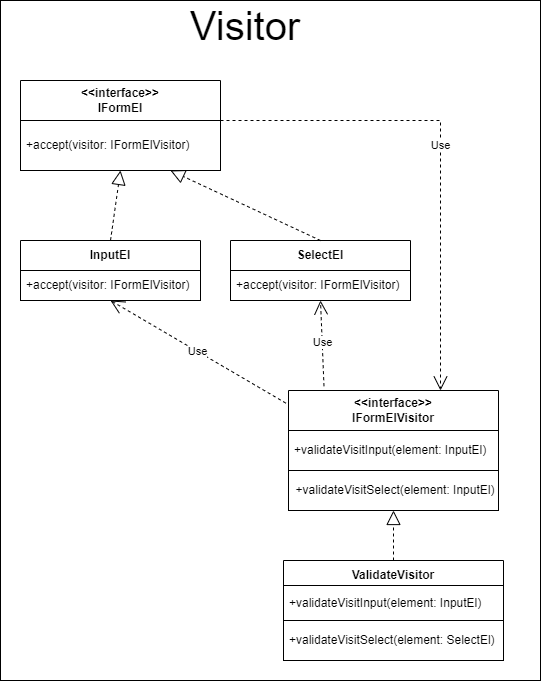 Visitor
<<interface>>
IFormEl
+accept(visitor: IFormElVisitor)
Use
InputEl
+accept(visitor: IFormElVisitor)
SelectEl
+accept(visitor: IFormElVisitor)
Use
Use
<<interface>>
IFormElVisitor
+validateVisitInput(element: InputEl)
+validateVisitSelect(element: InputEl)
ValidateVisitor
+validateVisitInput(element: InputEl)
+validateVisitSelect(element: SelectEl)